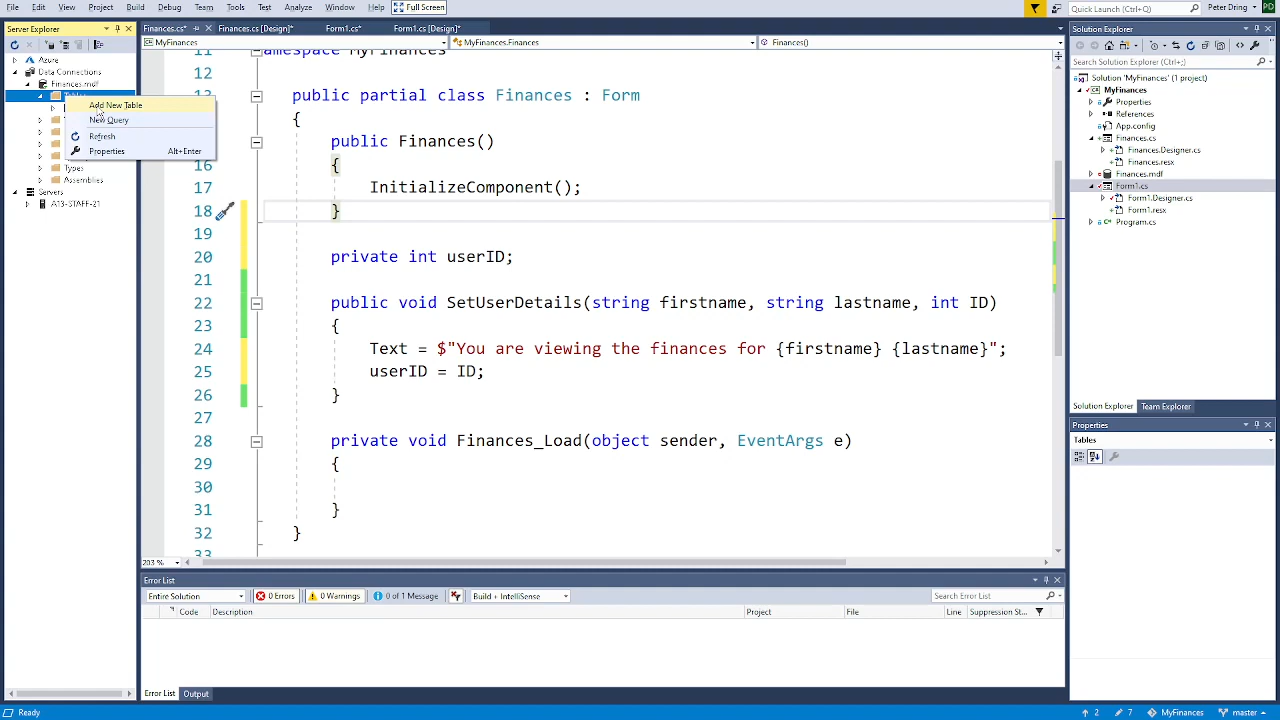 File Edit View Project Build Debug Team Tools Test Analyze Window Help Full Screen Quick Launch (Ctrl+;) Peter Dring PD
Server Explorer
Azure
Data Connections
Finances.mdf
Add New Table
New Query
Refresh
Properties Alt+Enter
Types
Assemblies
Servers
A13-STAFF-21
Finances.cs* Finances.cs [Design]* Form1.cs* Form1.cs [Design]*
MyFinances MyFinances.Finances Finances()
11 namespace MyFinances
12
13 public partial class Finances : Form
{
public Finances()
16 {
17 InitializeComponent();
18 }
19
20 private int userID;
21
22 public void SetUserDetails(string firstname, string lastname, int ID)
23 {
24 Text = $"You are viewing the finances for {firstname} {lastname}";
25 userID = ID;
26 }
27
28 private void Finances_Load(object sender, EventArgs e)
29 {
30
31 }
32 }
33
203 %
Error List
Entire Solution 0 Errors 0 Warnings 0 of 1 Message Build + IntelliSense Search Error List
Code Description Project File Line Suppression St...
Error List Output
Solution Explorer
Search Solution Explorer (Ctrl+;)
Solution 'MyFinances' (1 project)
MyFinances
Properties
References
App.config
Finances.cs
Finances.Designer.cs
Finances.resx
Finances.mdf
Form1.cs
Form1.Designer.cs
Form1.resx
Program.cs
Solution Explorer Team Explorer
Properties
Tables
Ready 2 7 MyFinances master